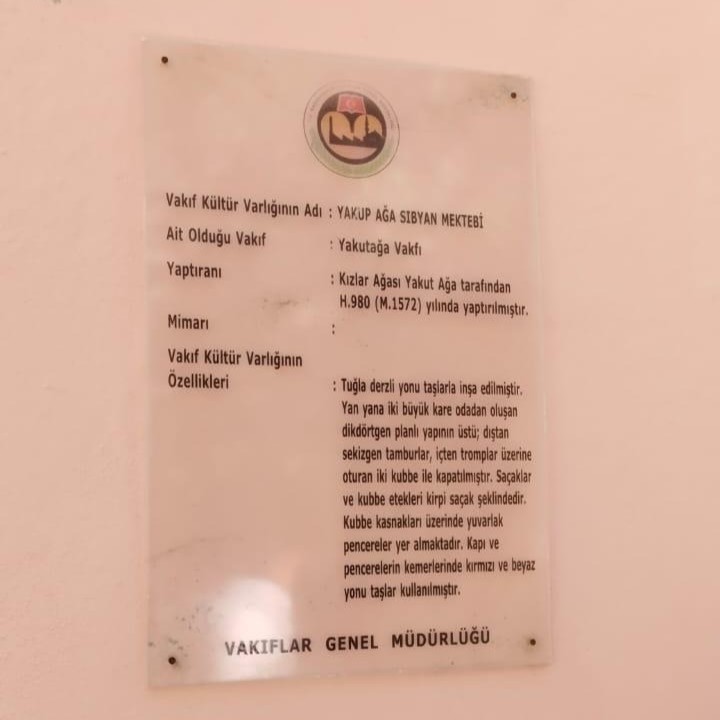 Vakıf Kültür Varlığının Adı : YAKUP AĞA SIBYAN MEKTEBİ
Ait Olduğu Vakıf : Yakutağa Vakfı
Yaptıranı : Kızlar Ağası Yakut Ağa tarafından
H.980 (M.1572) yılında yaptırılmıştır.
Mimarı :
Vakıf Kültür Varlığının
Özellikleri : Tuğla derzli yonu taşlarla inşa edilmiştir.
Yan yana iki büyük kare odadan oluşan
dikdörtgen planlı yapının üstü; dıştan
sekizgen tamburlar, içten tromplar üzerine
oturan iki kubbe ile kapatılmıştır. Saçaklar
ve kubbe etekleri kirpi saçak şeklindedir.
Kubbe kasnakları üzerinde yuvarlak
pencereler yer almaktadır. Kapı ve
pencerelerin kemerlerinde kırmızı ve beyaz
yonu taşlar kullanılmıştır.
VAKIFLAR GENEL MÜDÜRLÜĞÜ